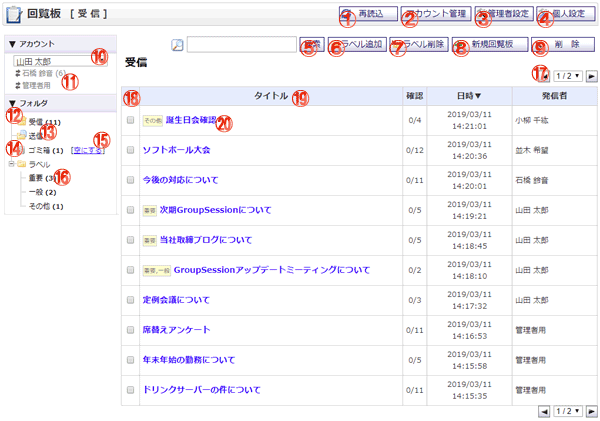 回覧板 [ 受信 ]
① 再読込 ② アカウント管理 ③ 管理者設定 ④ 個人設定
▼ アカウント
山田 太郎 ⑩
石橋 鈴音 (6) ⑪
管理者用
▼ フォルダ
⑫ 受信 (11)
送信 ⑬
⑭ ゴミ箱 (1) [空にする] ⑮
ラベル
重要 (3) ⑯
一般 (2)
その他 (1)
⑤ 検索 ⑥ ラベル追加 ⑦ ラベル削除 ⑧ 新規回覧板 ⑨ 削 除
受信
⑰ 1 / 2 ▼
⑱ タイトル ⑲ 確認 日時▼ 発信者
その他 誕生日会確認 ⑳ 0/4 2019/03/11 14:21:01 小柳 千紘
ソフトボール大会 0/12 2019/03/11 14:20:36 並木 希望
今後の対応について 0/11 2019/03/11 14:20:01 石橋 鈴音
重要 次期GroupSessionについて 0/5 2019/03/11 14:19:21 山田 太郎
重要 当社取締ブログについて 0/5 2019/03/11 14:18:45 山田 太郎
重要,一般 GroupSessionアップデートミーティングについて 0/2 2019/03/11 14:18:10 山田 太郎
定例会議について 0/3 2019/03/11 14:17:32 山田 太郎
席替えアンケート 0/11 2019/03/11 14:16:53 管理者用
年末年始の勤務について 0/5 2019/03/11 14:15:58 管理者用
ドリンクサーバーの件について 0/11 2019/03/11 14:15:35 管理者用
1 / 2 ▼